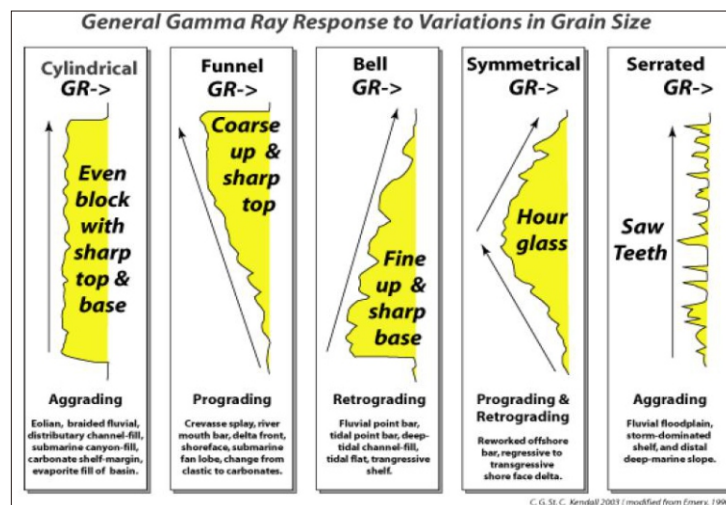 General Gamma Ray Response to Variations in Grain Size
Cylindrical
GR->
Even
block
with
sharp
top &
base
Aggrading
Eolian, braided fluvial,
distributary channel-fill,
submarine canyon-fill,
carbonate shelf-margin,
evaporite fill of basin.
Funnel
GR->
Coarse
up &
sharp
top
Prograding
Crevasse splay, river
mouth bar, delta front,
shoreface, submarine
fan lobe, change from
clastic to carbonates.
Bell
GR->
Fine
up &
sharp
base
Retrograding
Fluvial point bar,
tidal point bar, deep-
tidal channel-fill,
tidal flat, trangressive
shelf.
Symmetrical
GR->
Hour
glass
Prograding &
Retrograding
Reworked offshore
bar, regressive to
transgressive
shore face delta.
Serrated
GR->
Saw
Teeth
Aggrading
Fluvial floodplain,
storm-dominated
shelf, and distal
deep-marine slope.
C. G. St. C. Kendall 2003 ( modified from Emery, 1996